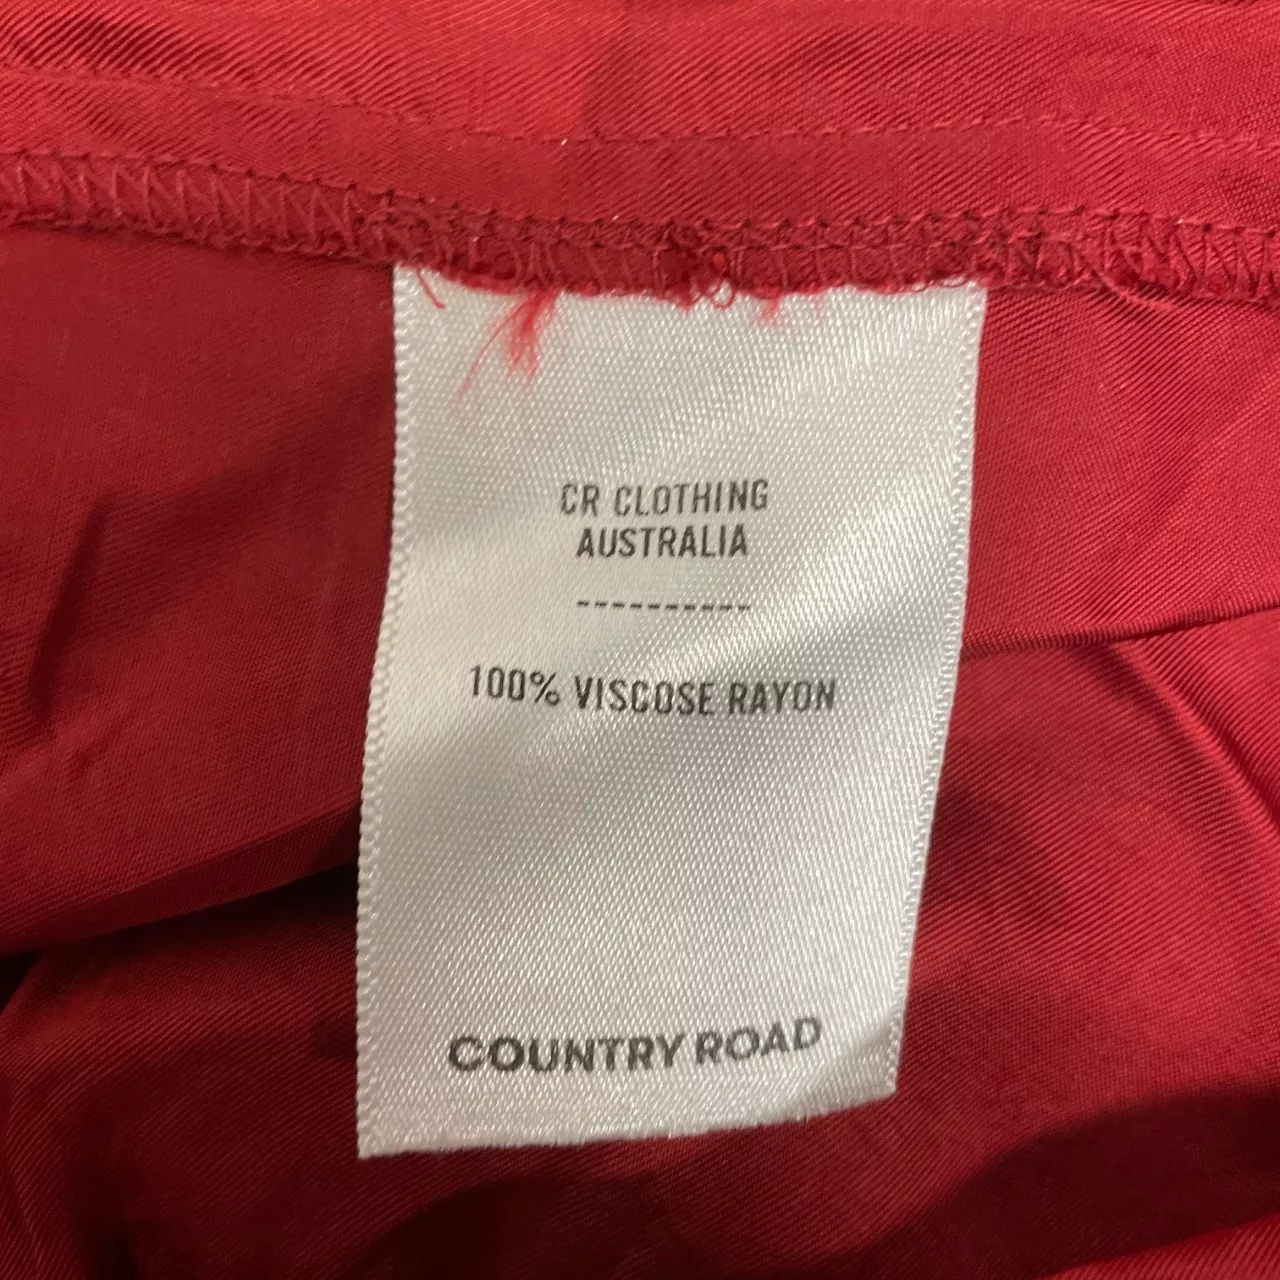 CR CLOTHING
AUSTRALIA
----------
100% VISCOSE RAYON
COUNTRY ROAD